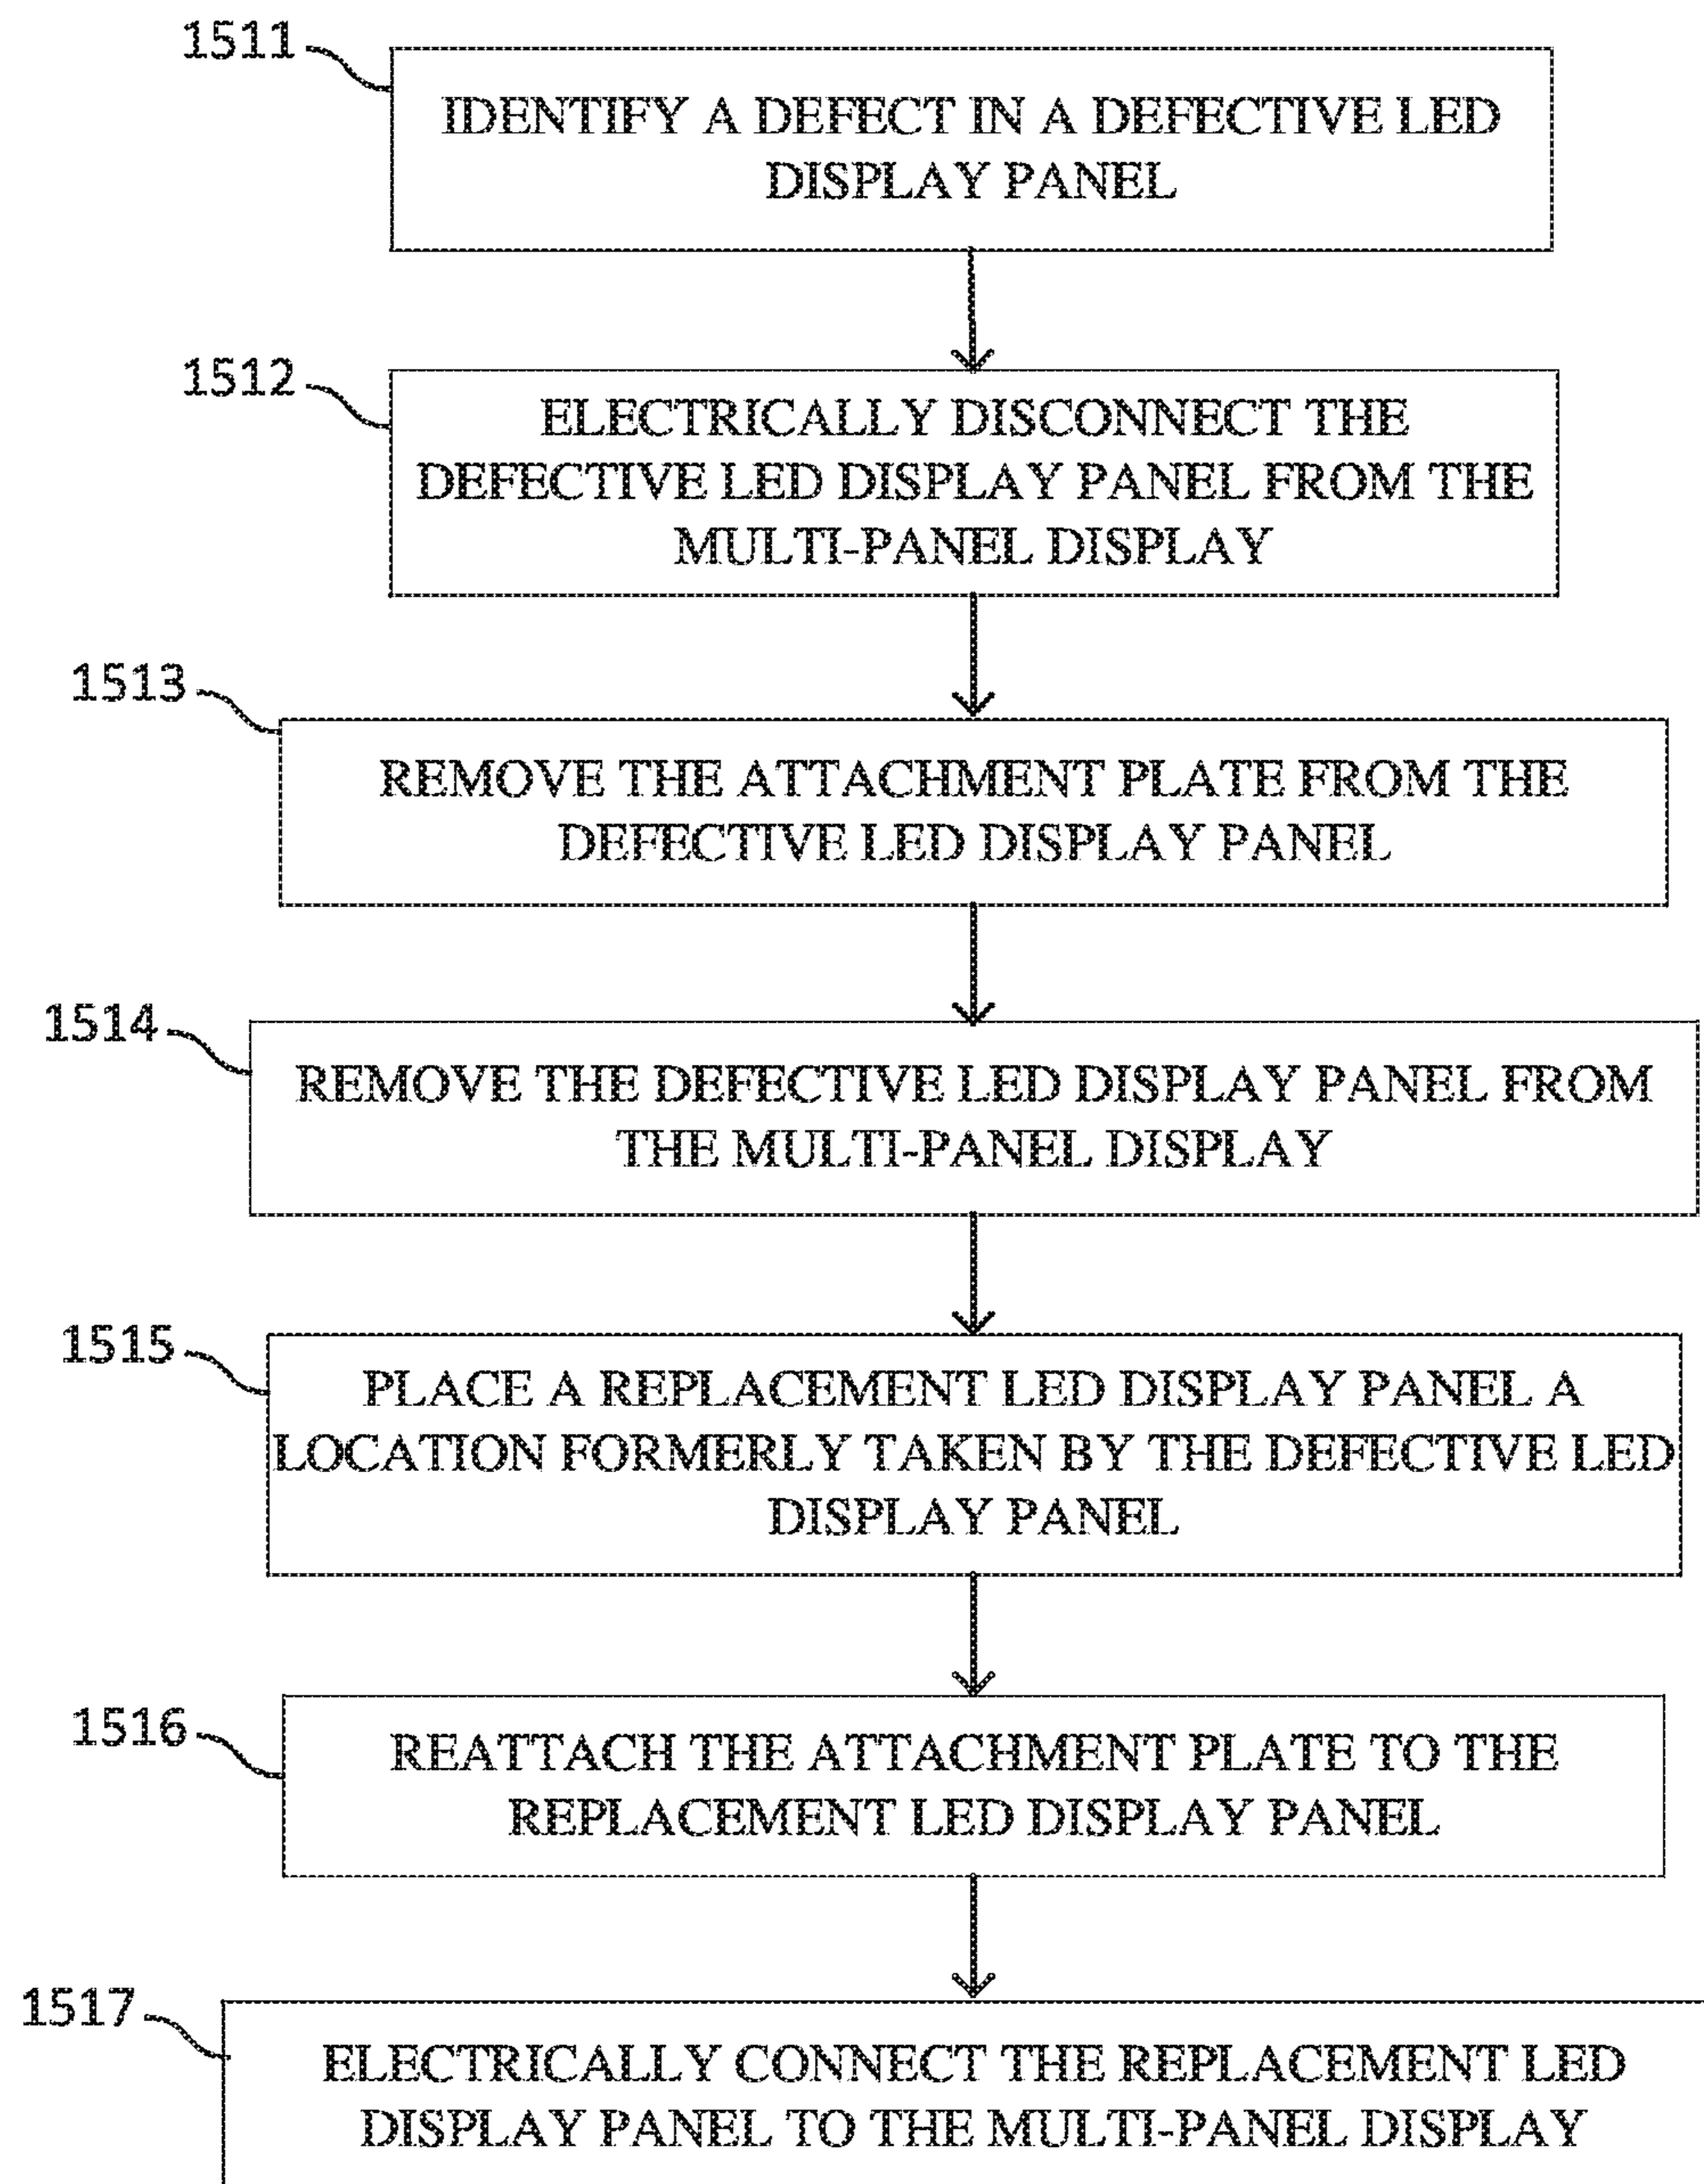 1511
IDENTIFY A DEFECT IN A DEFECTIVE LED
DISPLAY PANEL
1512
ELECTRICALLY DISCONNECT THE
DEFECTIVE LED DISPLAY PANEL FROM THE
MULTI-PANEL DISPLAY
1513
REMOVE THE ATTACHMENT PLATE FROM THE
DEFECTIVE LED DISPLAY PANEL
1514
REMOVE THE DEFECTIVE LED DISPLAY PANEL FROM
THE MULTI-PANEL DISPLAY
1515
PLACE A REPLACEMENT LED DISPLAY PANEL A
LOCATION FORMERLY TAKEN BY THE DEFECTIVE LED
DISPLAY PANEL
1516
REATTACH THE ATTACHMENT PLATE TO THE
REPLACEMENT LED DISPLAY PANEL
1517
ELECTRICALLY CONNECT THE REPLACEMENT LED
DISPLAY PANEL TO THE MULTI-PANEL DISPLAY